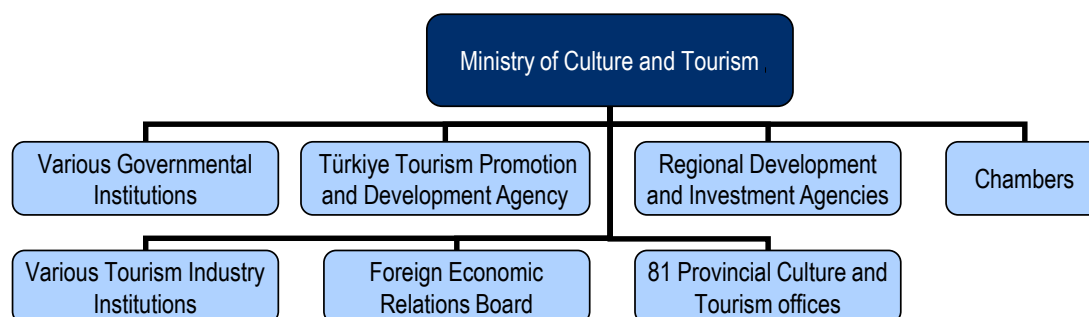 Ministry of Culture and Tourism
Various Governmental
Institutions
Türkiye Tourism Promotion
and Development Agency
Regional Development
and Investment Agencies
Chambers
Various Tourism Industry
Institutions
Foreign Economic
Relations Board
81 Provincial Culture and
Tourism offices